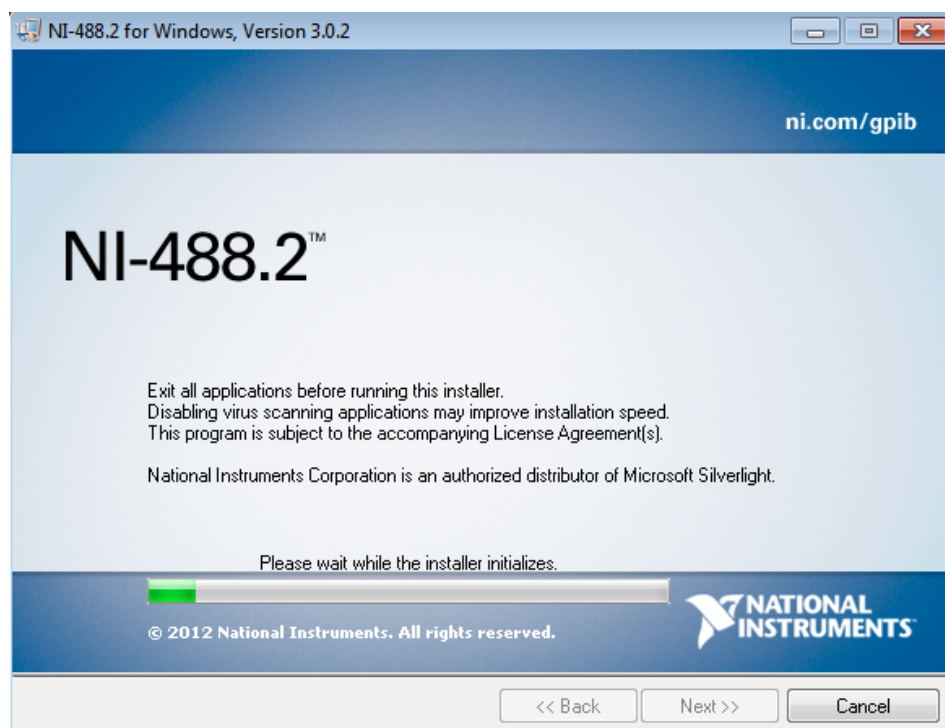 NI-488.2 for Windows, Version 3.0.2
ni.com/gpib
NI-488.2™
Exit all applications before running this installer.
Disabling virus scanning applications may improve installation speed.
This program is subject to the accompanying License Agreement(s).
National Instruments Corporation is an authorized distributor of Microsoft Silverlight.
Please wait while the installer initializes.
© 2012 National Instruments. All rights reserved.
NATIONAL
INSTRUMENTS
<< Back
Next >>
Cancel